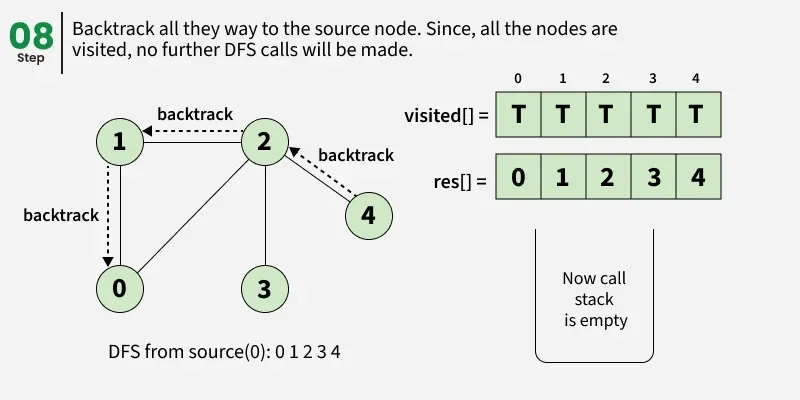 08
Step
Backtrack all they way to the source node. Since, all the nodes are
visited, no further DFS calls will be made.
0 1 2 3 4
visited[] = T T T T T
res[] = 0 1 2 3 4
backtrack
1
2
backtrack
4
backtrack
0
3
Now call
stack
is empty
DFS from source(0): 0 1 2 3 4